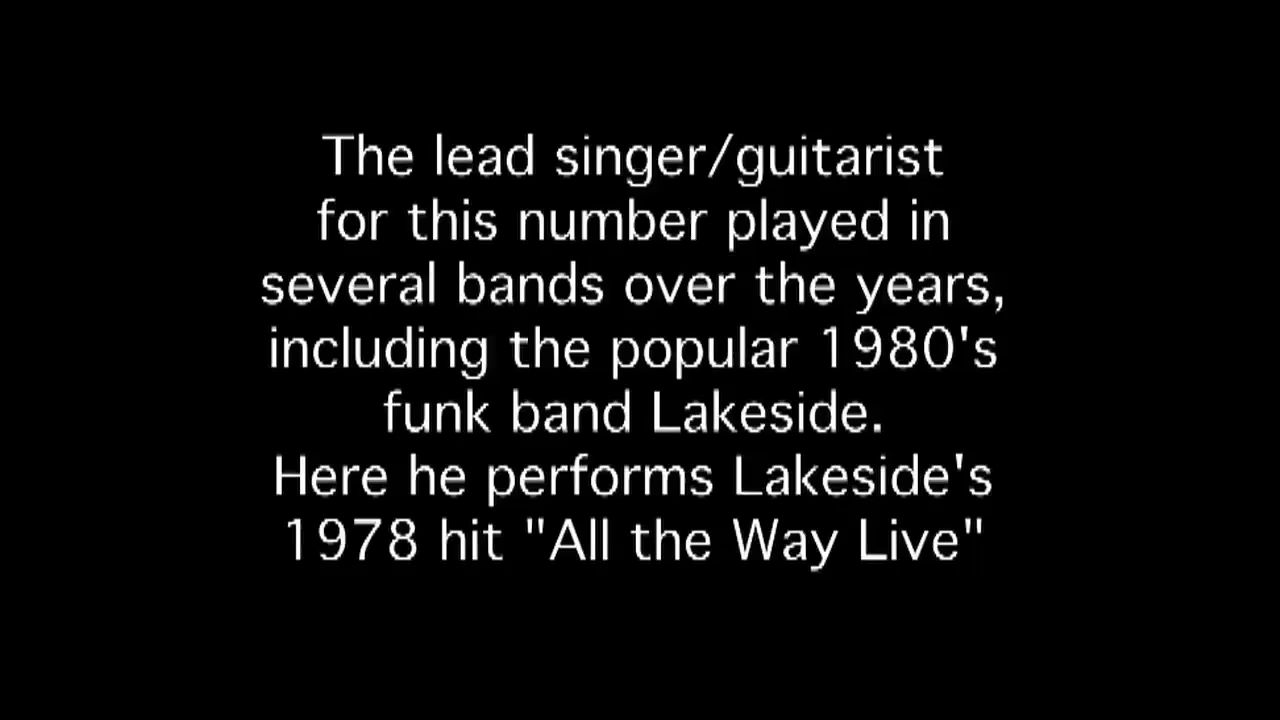 The lead singer/guitarist
for this number played in
several bands over the years,
including the popular 1980's
funk band Lakeside.
Here he performs Lakeside's
1978 hit "All the Way Live"